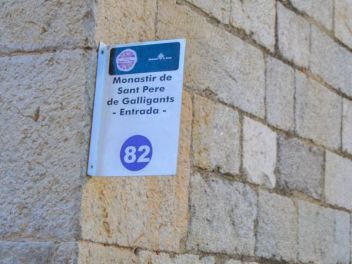 Monastir de
Sant Pere
de Galligants
- Entrada -
82